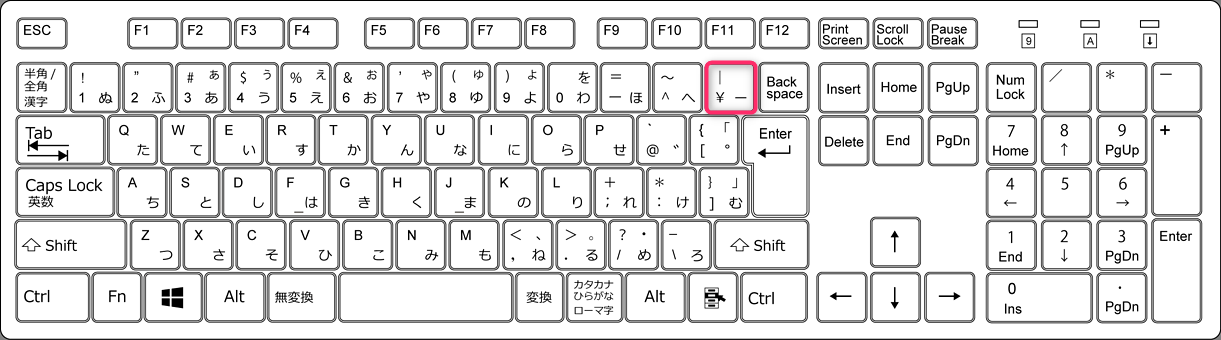 ESC F1 F2 F3 F4 F5 F6 F7 F8 F9 F10 F11 F12 Print Screen Scroll Lock Pause Break 9 A
半角/全角 漢字 ! 1 ぬ " 2 ふ # ぁ 3 あ $ ぅ 4 う % ぇ 5 え & ぉ 6 お ' ゃ 7 や ( ゅ 8 ゆ ) ょ 9 よ を 0 わ = ー ほ ～ ^ へ | ¥ ー Back space Insert Home PgUp Num Lock ／ * ー
Tab Q た W て E い R す T か Y ん U な I に O ら P せ ` @ ゛ { 「 [ ゜ Enter Delete End PgDn 7 Home 8 ↑ 9 PgUp +
Caps Lock 英数 A ち S と D し F _は G き H く J _ま K の L り + ; れ * : け } 」 ] む 4 ← 5 6 →
Shift Z つ X さ C そ V ひ B こ N み M も < 、 , ね > 。 . る ? ・ / め − \ ろ Shift ↑ 1 End 2 ↓ 3 PgDn Enter
Ctrl Fn Alt 無変換 変換 カタカナ ひらがな ローマ字 Alt Ctrl ← ↓ → 0 Ins . PgDn